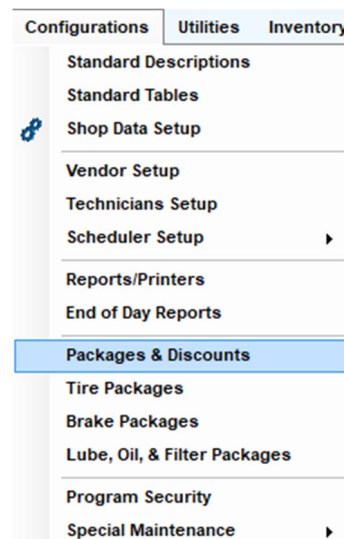 Configurations Utilities Inventory
Standard Descriptions
Standard Tables
Shop Data Setup
Vendor Setup
Technicians Setup
Scheduler Setup
Reports/Printers
End of Day Reports
Packages & Discounts
Tire Packages
Brake Packages
Lube, Oil, & Filter Packages
Program Security
Special Maintenance